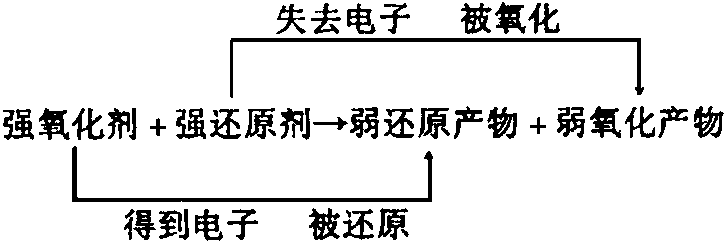 失去电子 被氧化
强氧化剂 + 强还原剂→弱还原产物 + 弱氧化产物
得到电子 被还原